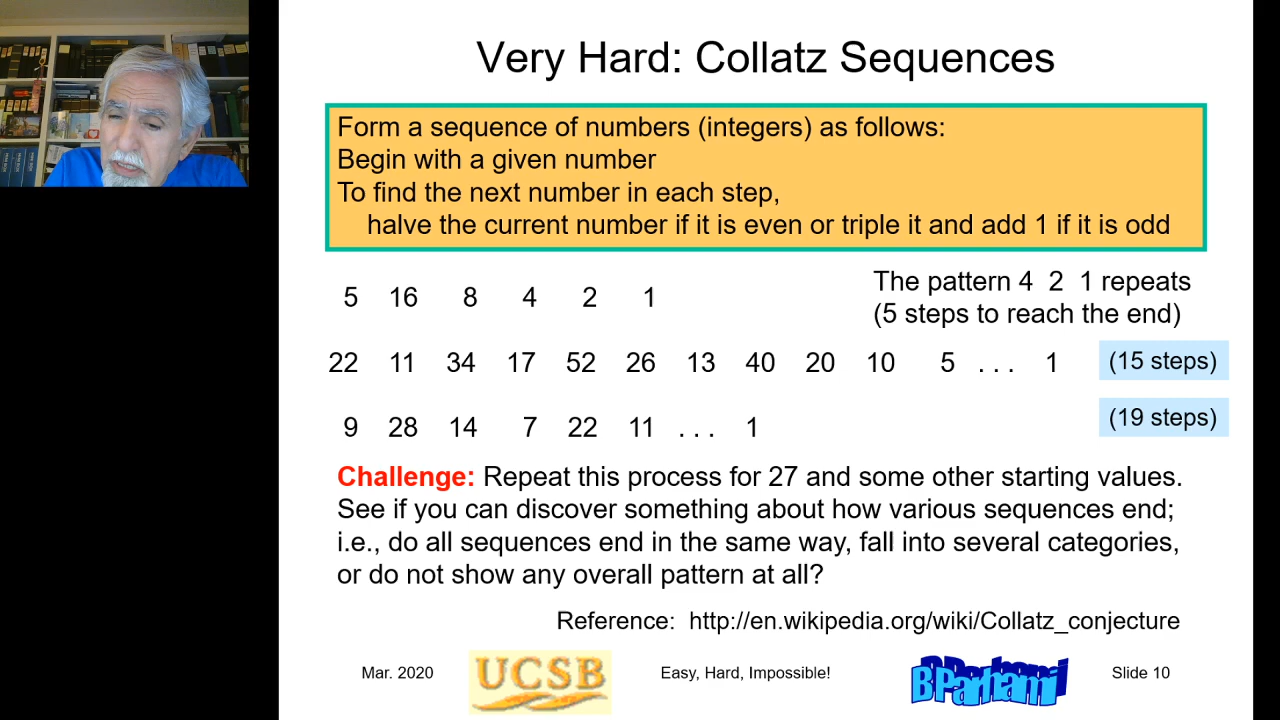 Very Hard: Collatz Sequences
Form a sequence of numbers (integers) as follows:
Begin with a given number
To find the next number in each step,
halve the current number if it is even or triple it and add 1 if it is odd
5 16 8 4 2 1
The pattern 4 2 1 repeats
(5 steps to reach the end)
22 11 34 17 52 26 13 40 20 10 5 . . . 1 (15 steps)
9 28 14 7 22 11 . . . 1 (19 steps)
Challenge: Repeat this process for 27 and some other starting values.
See if you can discover something about how various sequences end;
i.e., do all sequences end in the same way, fall into several categories,
or do not show any overall pattern at all?
Reference: http://en.wikipedia.org/wiki/Collatz_conjecture
Mar. 2020 UCSB Easy, Hard, Impossible! BParhami Slide 10